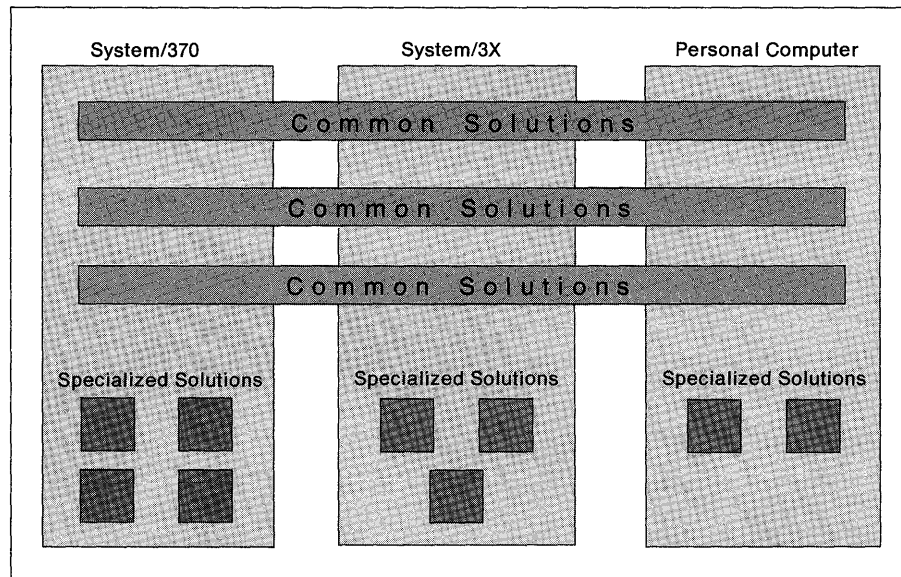 System/370 System/3X Personal Computer
Common Solutions
Common Solutions
Common Solutions
Specialized Solutions Specialized Solutions Specialized Solutions